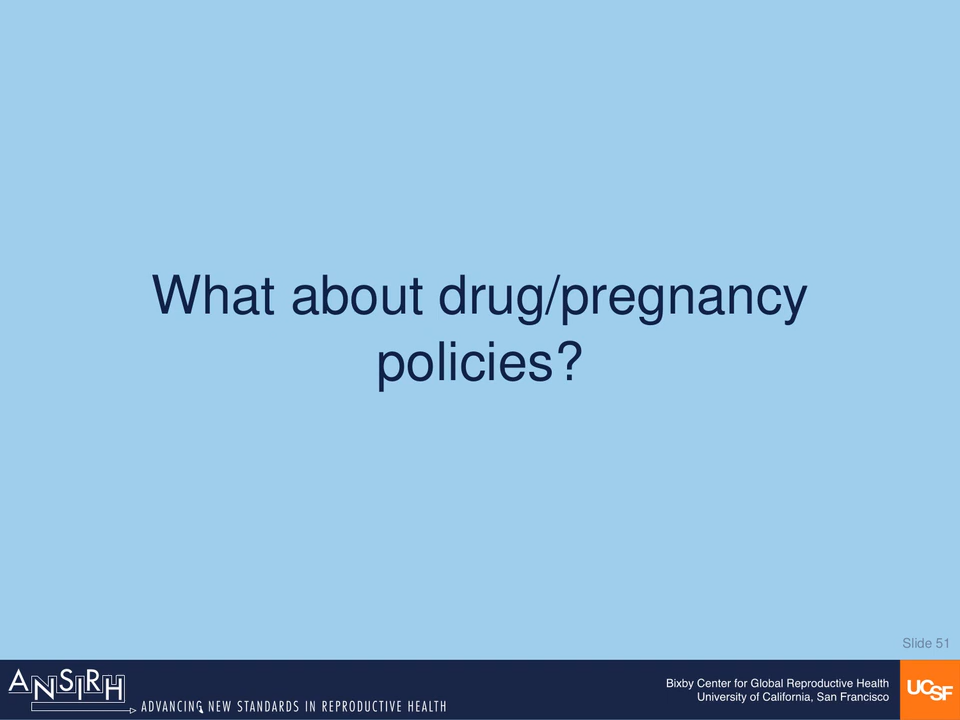 What about drug/pregnancy
policies?
Slide 51
ANSIRH
ADVANCING NEW STANDARDS IN REPRODUCTIVE HEALTH
Bixby Center for Global Reproductive Health
University of California, San Francisco
UCSF